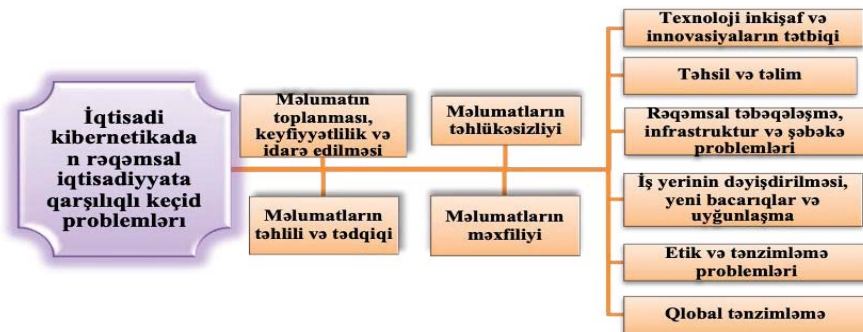 İqtisadi
kibernetikada
n rəqəmsal
iqtisadiyyata
qarşılıqlı keçid
problemləri
Məlumatın
toplanması,
keyfiyyətlilik və
idarə edilməsi
Məlumatların
təhlili və tədqiqi
Məlumatların
təhlükəsizliyi
Məlumatların
məxfiliyi
Texnoloji inkişaf və
innovasiyaların tətbiqi
Təhsil və təlim
Rəqəmsal təbəqələşmə,
infrastruktur və şəbəkə
problemləri
İş yerinin dəyişdirilməsi,
yeni bacarıqlar və
uyğunlaşma
Etik və tənzimləmə
problemləri
Qlobal tənzimləmə